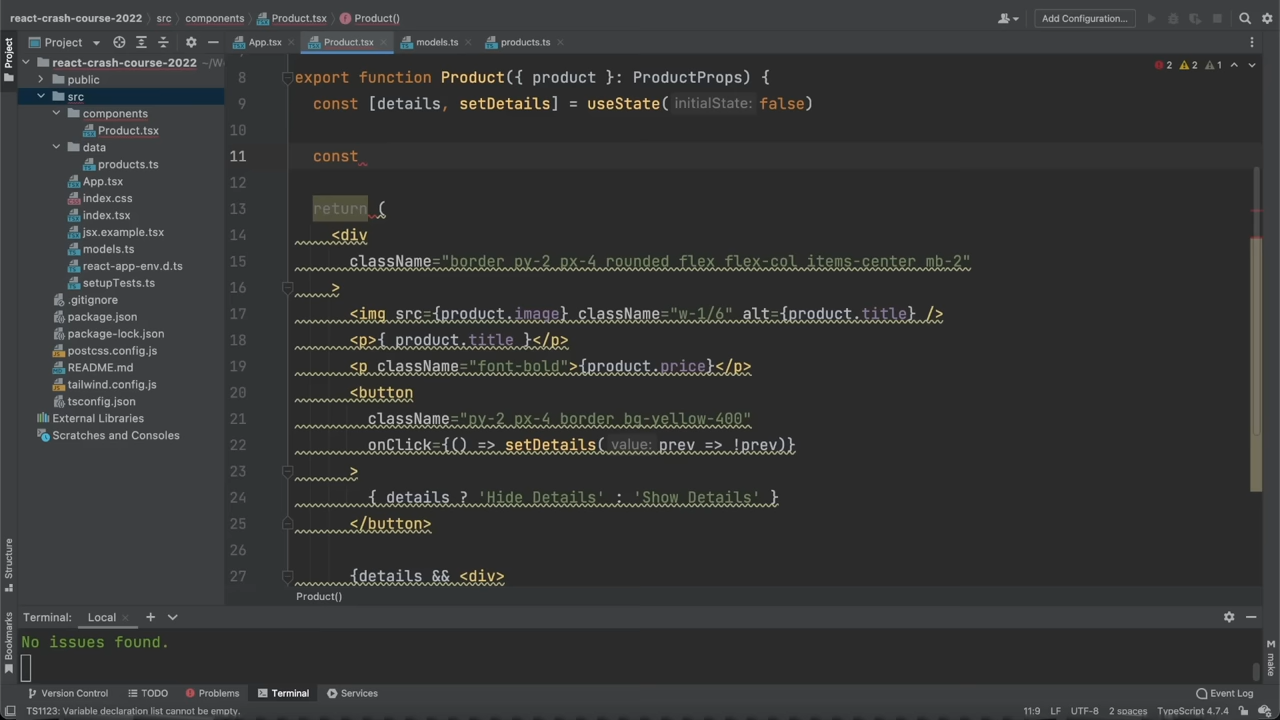 react-crash-course-2022 src components Product.tsx Product()
Add Configuration...
Project
App.tsx Product.tsx models.ts products.ts
Project
react-crash-course-2022 ~/W
public
src
components
Product.tsx
data
products.ts
App.tsx
index.css
index.tsx
jsx.example.tsx
models.ts
react-app-env.d.ts
setupTests.ts
.gitignore
package.json
package-lock.json
postcss.config.js
README.md
tailwind.config.js
tsconfig.json
External Libraries
Scratches and Consoles
2 2 1
8 export function Product({ product }: ProductProps) {
9 const [details, setDetails] = useState( initialState: false)
10
11 const
12
13 return (
14 <div
15 className="border py-2 px-4 rounded flex flex-col items-center mb-2"
16 >
17 <img src={product.image} className="w-1/6" alt={product.title} />
18 <p>{ product.title }</p>
19 <p className="font-bold">{product.price}</p>
20 <button
21 className="py-2 px-4 border bg-yellow-400"
22 onClick={() => setDetails( value: prev => !prev)}
23 >
24 { details ? 'Hide Details' : 'Show Details' }
25 </button>
26
27 {details && <div>
Product()
Structure
Bookmarks
make
Terminal: Local
No issues found.
Version Control TODO Problems Terminal Services Event Log
TS1123: Variable declaration list cannot be empty. 11:9 LF UTF-8 2 spaces TypeScript 4.7.4